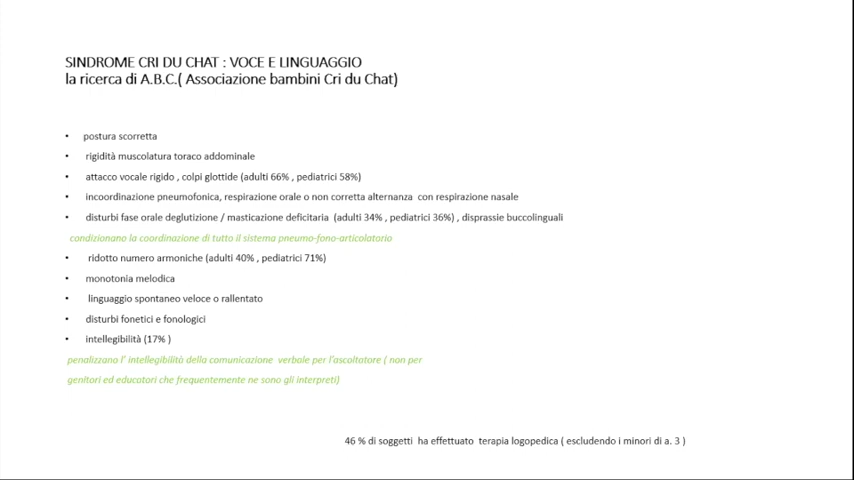 SINDROME CRI DU CHAT : VOCE E LINGUAGGIO
la ricerca di A.B.C.( Associazione bambini Cri du Chat)
• postura scorretta
• rigidità muscolatura toraco addominale
• attacco vocale rigido , colpi glottide (adulti 66% , pediatrici 58%)
• incoordinazione pneumofonica, respirazione orale o non corretta alternanza con respirazione nasale
• disturbi fase orale deglutizione / masticazione deficitaria (adulti 34% , pediatrici 36%) , disprassie buccolinguali
condizionano la coordinazione di tutto il sistema pneumo-fono-articolatorio
• ridotto numero armoniche (adulti 40% , pediatrici 71%)
• monotonia melodica
• linguaggio spontaneo veloce o rallentato
• disturbi fonetici e fonologici
• intellegibilità (17% )
penalizzano l' intellegibilità della comunicazione verbale per l'ascoltatore ( non per
genitori ed educatori che frequentemente ne sono gli interpreti)
46 % di soggetti ha effettuato terapia logopedica ( escludendo i minori di a. 3 )